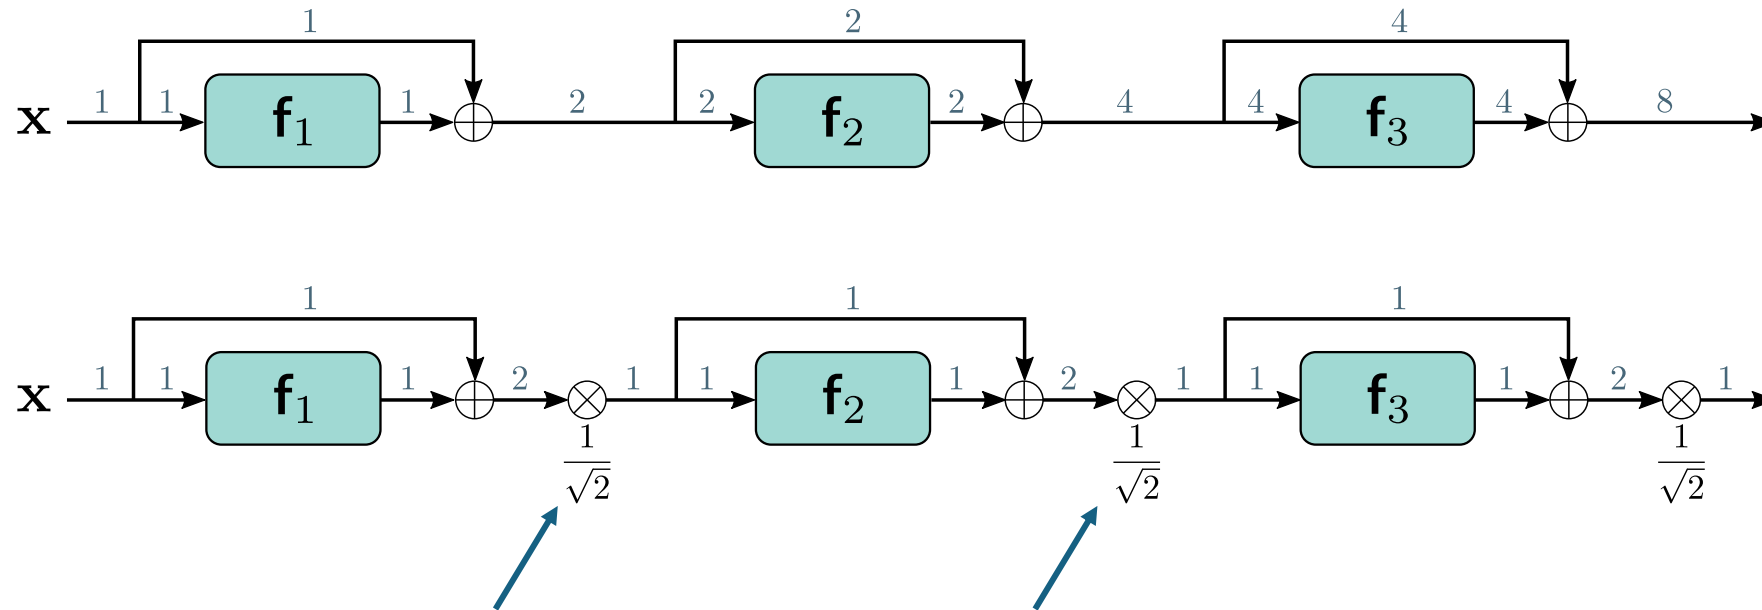 1 2 4
x 1 1 f₁ 1 2 2 f₂ 2 4 4 f₃ 4 8
1 1 1
x 1 1 f₁ 1 2 1 1 f₂ 1 2 1 1 f₃ 1 2 1
1/√2 1/√2 1/√2